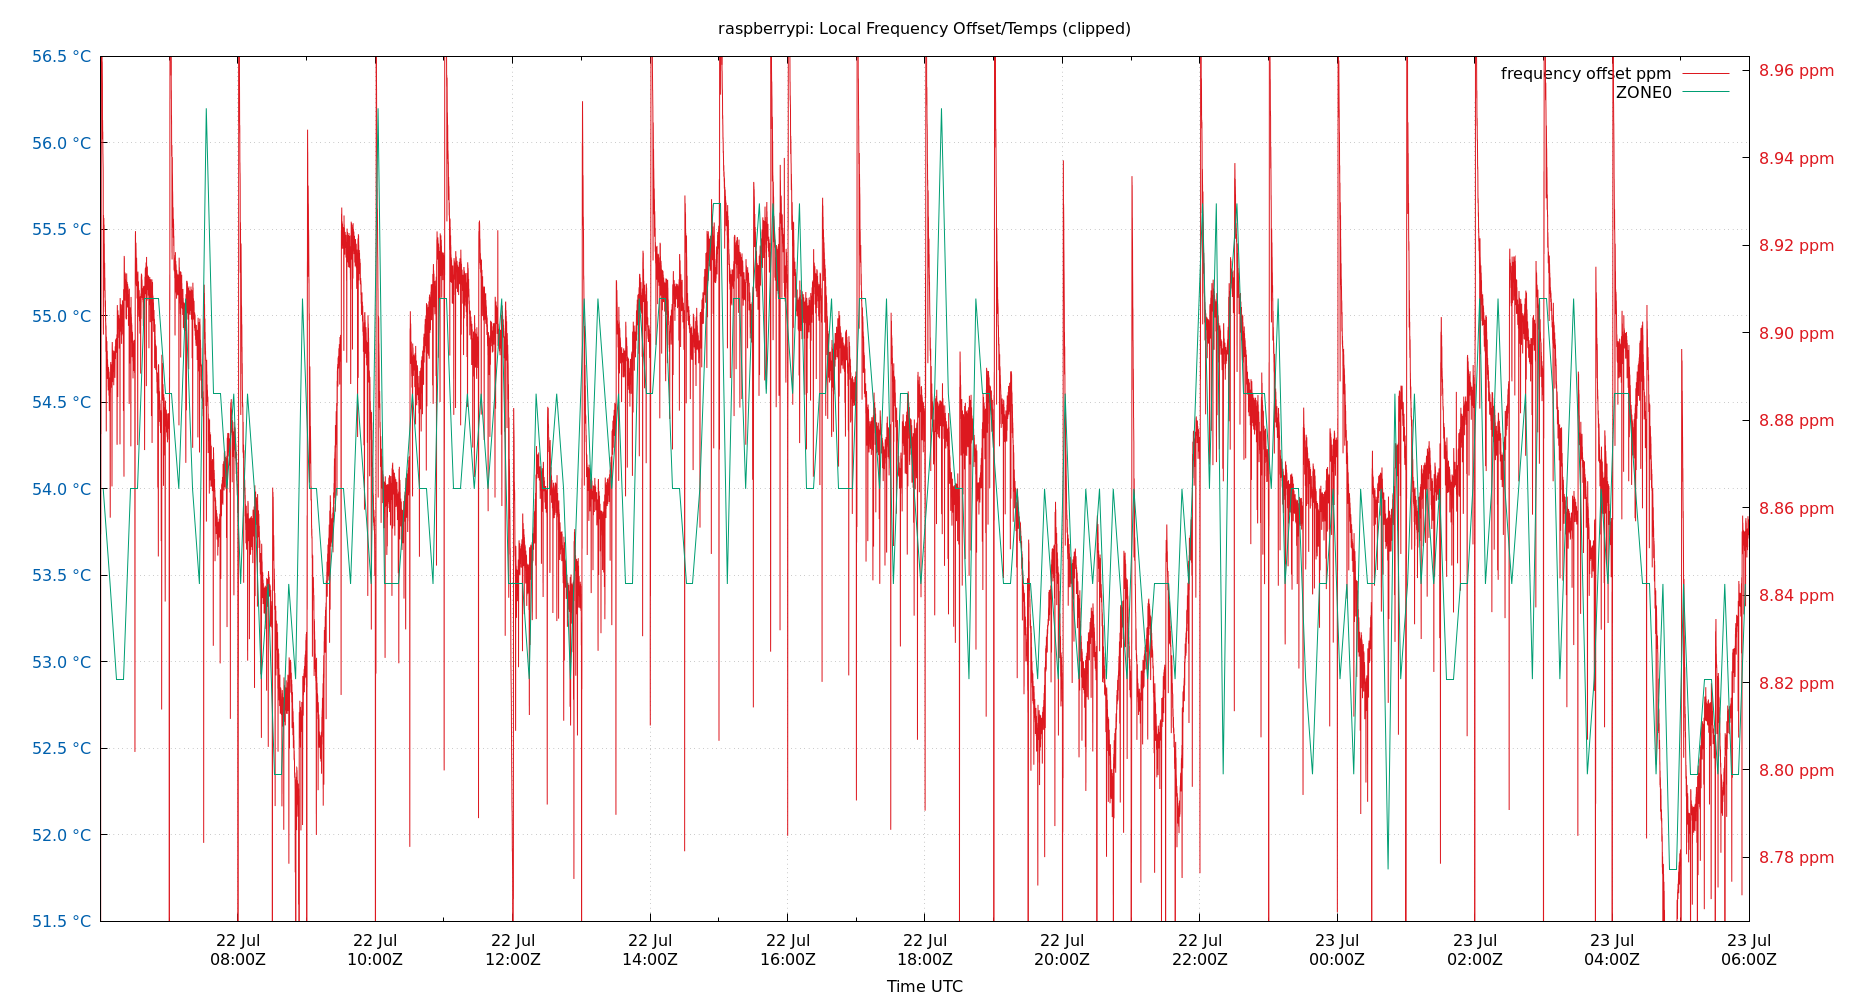 raspberrypi: Local Frequency Offset/Temps (clipped)
56.5 °C
56.0 °C
55.5 °C
55.0 °C
54.5 °C
54.0 °C
53.5 °C
53.0 °C
52.5 °C
52.0 °C
51.5 °C
frequency offset ppm
ZONE0
8.96 ppm
8.94 ppm
8.92 ppm
8.90 ppm
8.88 ppm
8.86 ppm
8.84 ppm
8.82 ppm
8.80 ppm
8.78 ppm
22 Jul
08:00Z
22 Jul
10:00Z
22 Jul
12:00Z
22 Jul
14:00Z
22 Jul
16:00Z
22 Jul
18:00Z
22 Jul
20:00Z
22 Jul
22:00Z
23 Jul
00:00Z
23 Jul
02:00Z
23 Jul
04:00Z
23 Jul
06:00Z
Time UTC